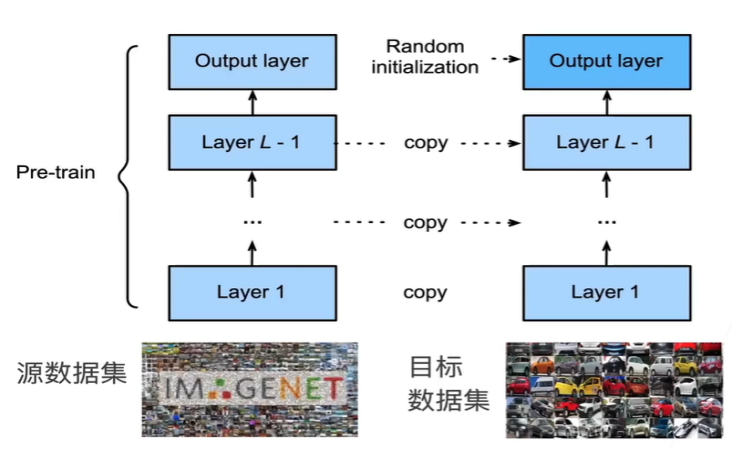 Output layer
Random
initialization
Output layer
Layer L - 1
copy
Layer L - 1
Pre-train
...
copy
...
Layer 1
copy
Layer 1
源数据集
IMAGENET
目标
数据集